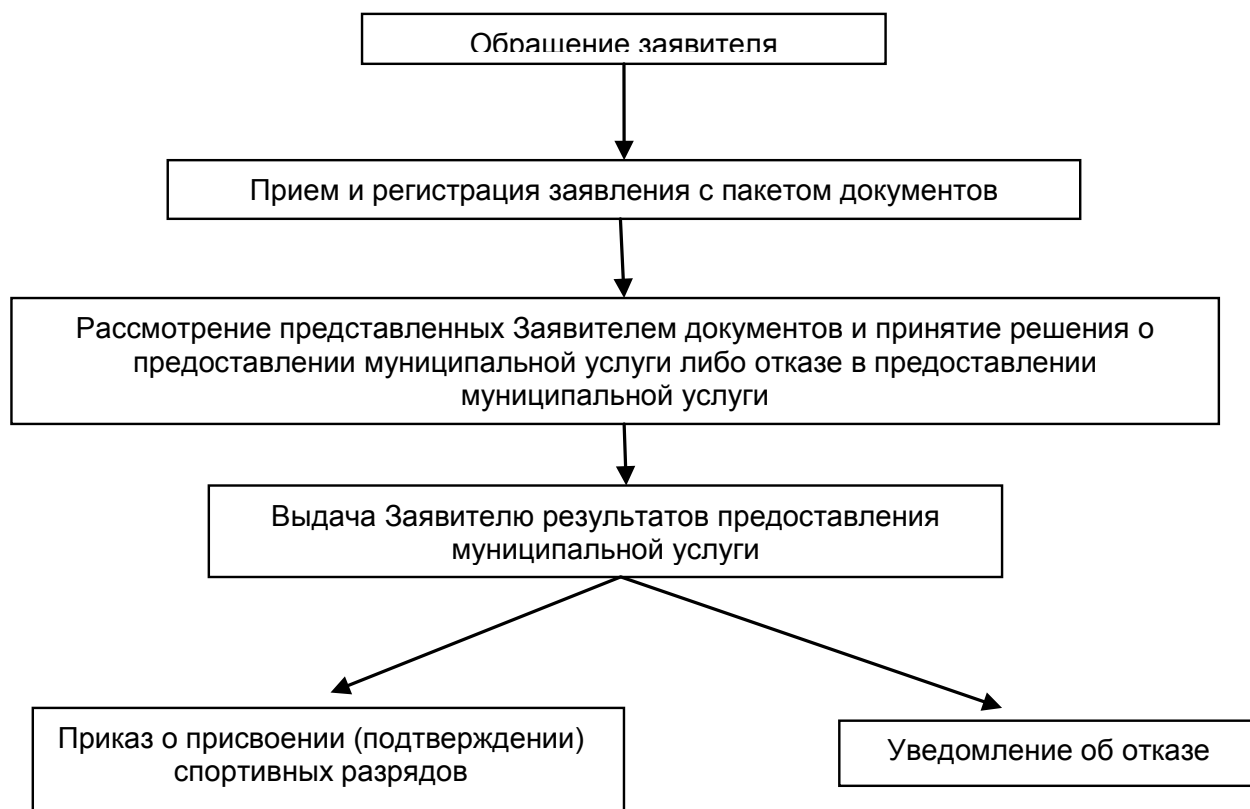 Обращение заявителя
Прием и регистрация заявления с пакетом документов
Рассмотрение представленных Заявителем документов и принятие решения о
предоставлении муниципальной услуги либо отказе в предоставлении
муниципальной услуги
Выдача Заявителю результатов предоставления
муниципальной услуги
Приказ о присвоении (подтверждении)
спортивных разрядов
Уведомление об отказе